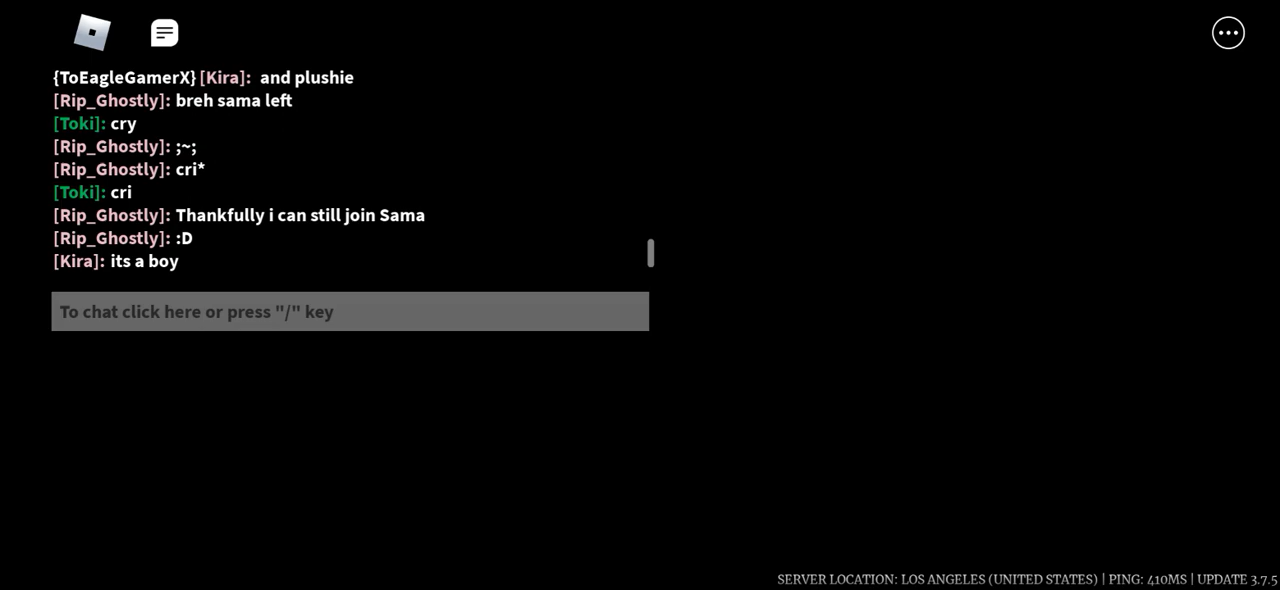 {ToEagleGamerX} [Kira]: and plushie
[Rip_Ghostly]: breh sama left
[Toki]: cry
[Rip_Ghostly]: ;~;
[Rip_Ghostly]: cri*
[Toki]: cri
[Rip_Ghostly]: Thankfully i can still join Sama
[Rip_Ghostly]: :D
[Kira]: its a boy
To chat click here or press "/" key
SERVER LOCATION: LOS ANGELES (UNITED STATES) | PING: 410MS | UPDATE 3.7.5